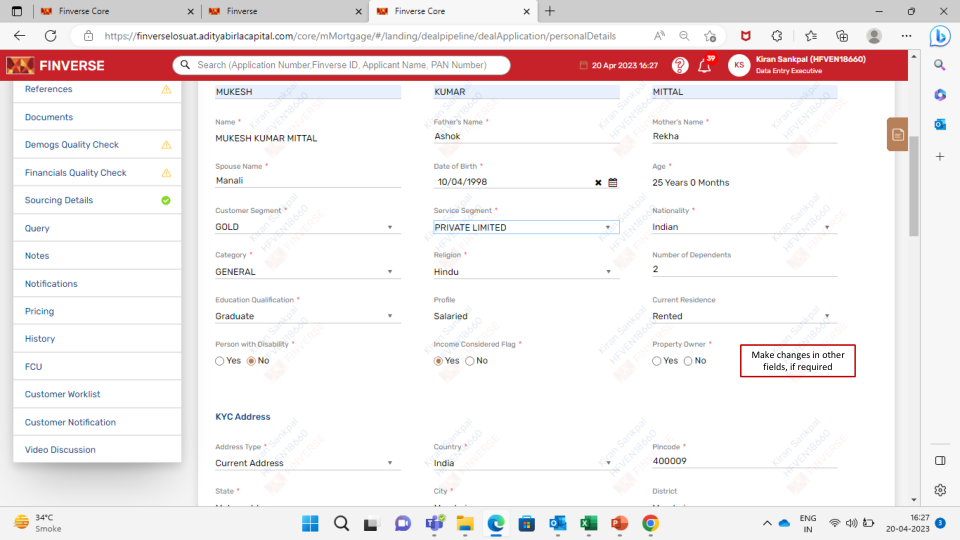 Finverse Core
Finverse
Finverse Core
https://finverselosuat.adityabirlacapital.com/core/mMortgage/#/landing/dealpipeline/dealApplication/personalDetails
FINVERSE
Search (Application Number,Finverse ID, Applicant Name, PAN Number)
20 Apr 2023 16:27
?
39
KS
Kiran Sankpal (HFVEN18660)
Data Entry Executive
References
Documents
Demogs Quality Check
Financials Quality Check
Sourcing Details
Query
Notes
Notifications
Pricing
History
FCU
Customer Worklist
Customer Notification
Video Discussion
MUKESH
KUMAR
MITTAL
Name *
Father's Name *
Mother's Name *
MUKESH KUMAR MITTAL
Ashok
Rekha
Spouse Name *
Date of Birth *
Age *
Manali
10/04/1998
25 Years 0 Months
Customer Segment *
Service Segment *
Nationality *
GOLD
PRIVATE LIMITED
Indian
Category *
Religion *
Number of Dependents
GENERAL
Hindu
2
Education Qualification *
Profile
Current Residence
Graduate
Salaried
Rented
Person with Disability *
Income Considered Flag *
Property Owner *
Yes No
Yes No
Yes No
Make changes in other
fields, if required
KYC Address
Address Type *
Country *
Pincode *
Current Address
India
400009
State *
City *
District
Kiran Sankpal
HFVEN18660
FINVERSE
34°C
Smoke
ENG
IN
16:27
20-04-2023
3